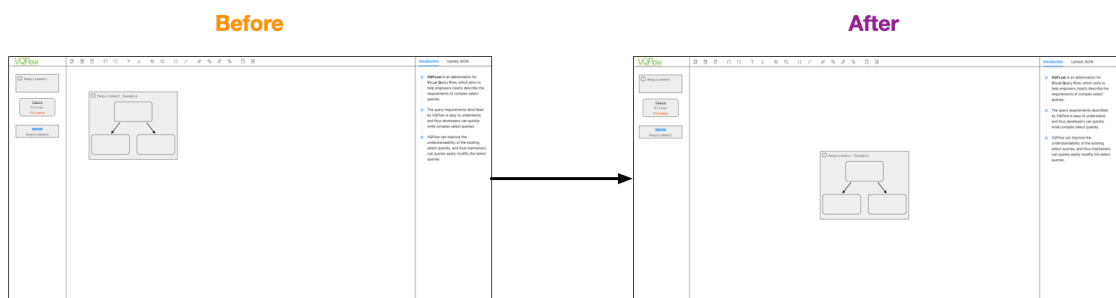 Before
After
VQFlow
Introduction
Upload JSON
Requirement
Table
Filter
Columns
REUSE
Requirement
Requirement Example
VQFlow is an abbreviation for
Visual Query Flow, which aims to
help engineers clearly describe the
requirements of complex select
queries.
The query requirements described
by VQFlow is easy to understand,
and thus developers can quickly
write complex select queries.
VQFlow can improve the
understandability of the existing
select queries, and thus maintainers
can quickly easily modify the select
queries.
VQFlow
Introduction
Upload JSON
Requirement
Table
Filter
Columns
REUSE
Requirement
Requirement Example
VQFlow is an abbreviation for
Visual Query Flow, which aims to
help engineers clearly describe the
requirements of complex select
queries.
The query requirements described
by VQFlow is easy to understand,
and thus developers can quickly
write complex select queries.
VQFlow can improve the
understandability of the existing
select queries, and thus maintainers
can quickly easily modify the select
queries.